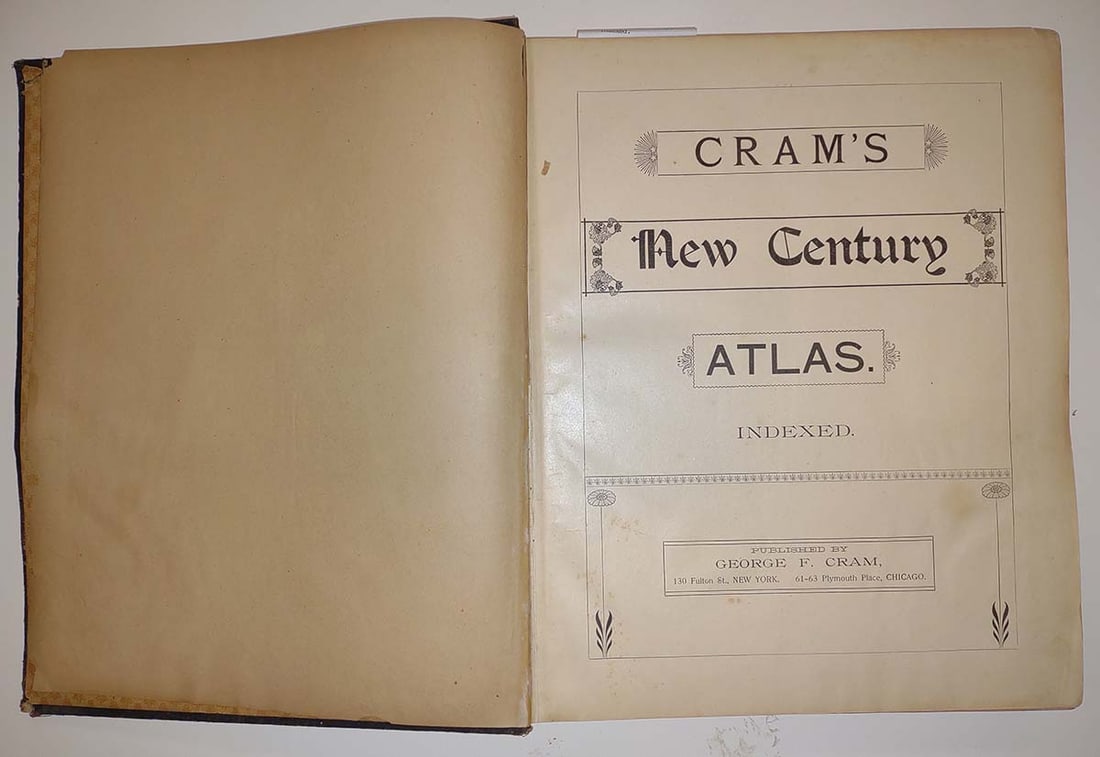 CRAM'S
New Century
ATLAS.
INDEXED.
PUBLISHED BY
GEORGE F. CRAM,
130 Fulton St., NEW YORK. 61-63 Plymouth Place, CHICAGO.